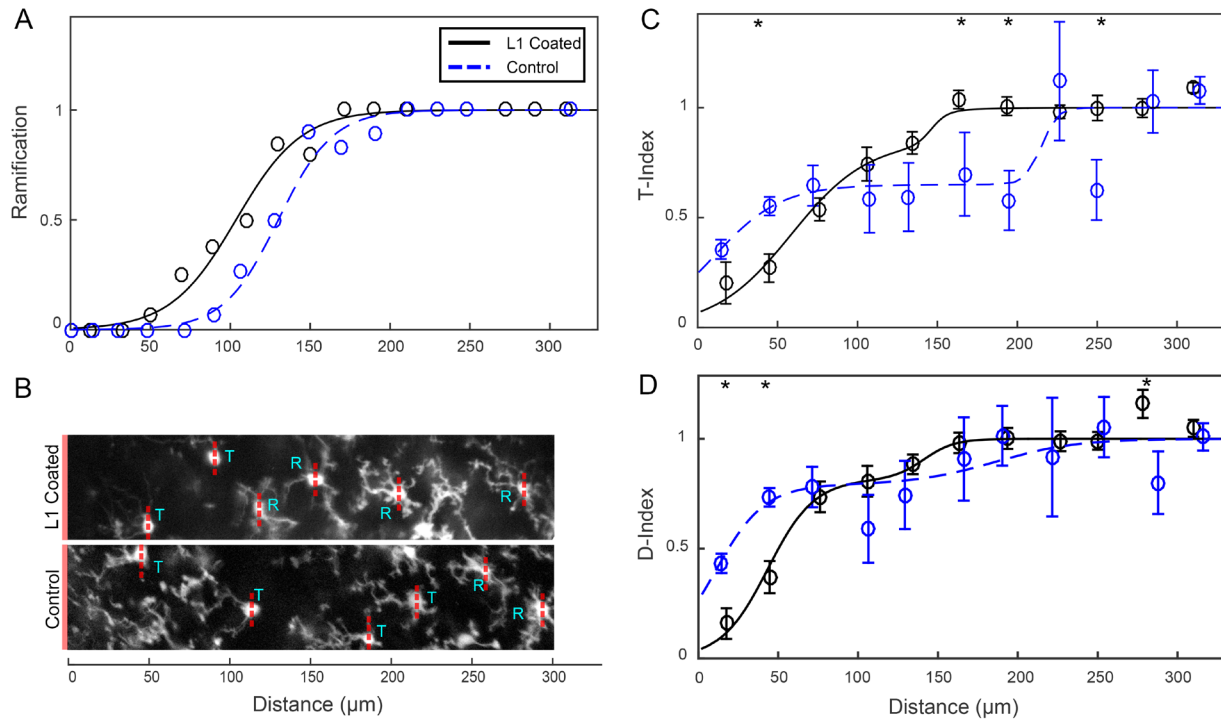 A
1
0.5
0
Ramification
L1 Coated
Control
0 50 100 150 200 250 300
B
L1 Coated
T T R R R R
Control
T T T T R R
0 50 100 150 200 250 300
Distance (µm)
C
* * * *
1
0.5
1
T-Index
0 50 100 150 200 250 300
D
* * *
1
0.5
1
D-Index
0 50 100 150 200 250 300
Distance (µm)